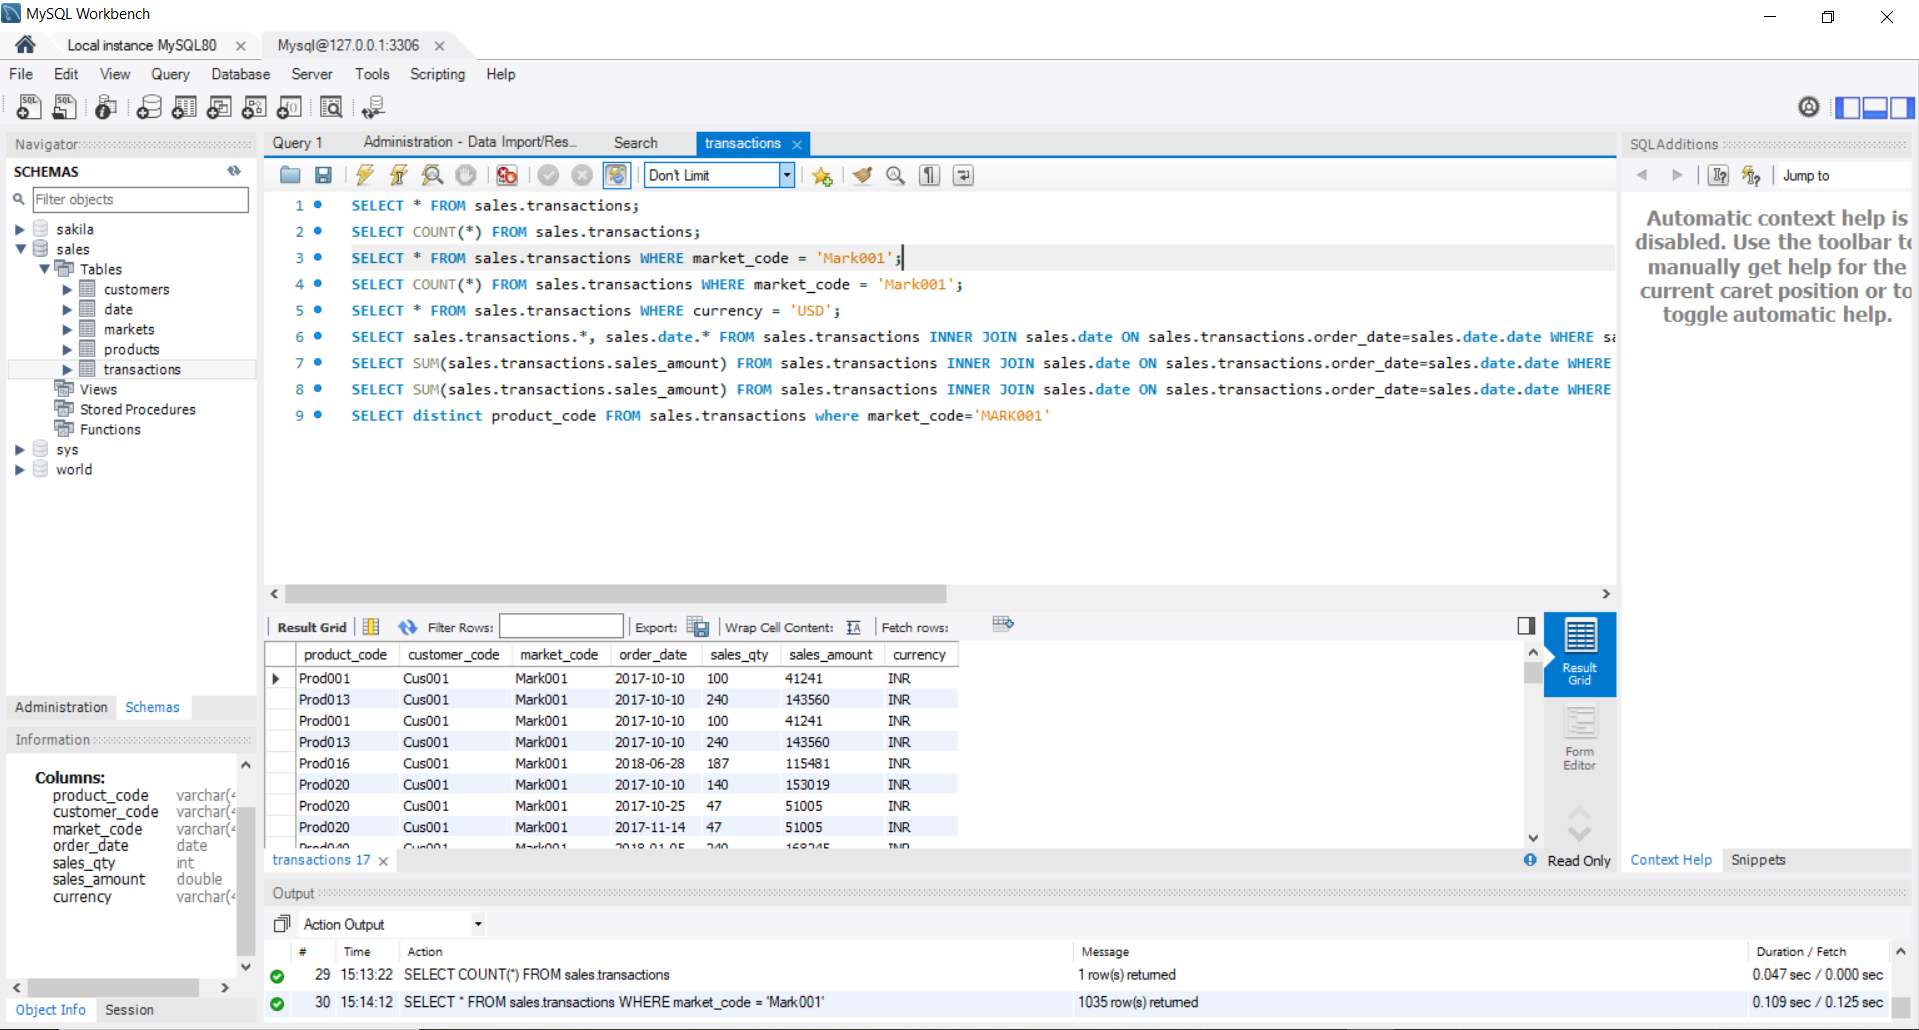 MySQL Workbench
Local instance MySQL80
Mysql@127.0.0.1:3306
File Edit View Query Database Server Tools Scripting Help
Navigator
SCHEMAS
Filter objects
sakila
sales
Tables
customers
date
markets
products
transactions
Views
Stored Procedures
Functions
sys
world
Administration Schemas
Information
Columns:
product_code varchar(4
customer_code varchar(4
market_code varchar(4
order_date date
sales_qty int
sales_amount double
currency varchar(4
Object Info Session
Query 1 Administration - Data Import/Res... Search transactions
Don't Limit
1 SELECT * FROM sales.transactions;
2 SELECT COUNT(*) FROM sales.transactions;
3 SELECT * FROM sales.transactions WHERE market_code = 'Mark001';
4 SELECT COUNT(*) FROM sales.transactions WHERE market_code = 'Mark001';
5 SELECT * FROM sales.transactions WHERE currency = 'USD';
6 SELECT sales.transactions.*, sales.date.* FROM sales.transactions INNER JOIN sales.date ON sales.transactions.order_date=sales.date.date WHERE sa
7 SELECT SUM(sales.transactions.sales_amount) FROM sales.transactions INNER JOIN sales.date ON sales.transactions.order_date=sales.date.date WHERE
8 SELECT SUM(sales.transactions.sales_amount) FROM sales.transactions INNER JOIN sales.date ON sales.transactions.order_date=sales.date.date WHERE
9 SELECT distinct product_code FROM sales.transactions where market_code='MARK001'
Result Grid Filter Rows: Export: Wrap Cell Content: Fetch rows:
product_code customer_code market_code order_date sales_qty sales_amount currency
Prod001 Cus001 Mark001 2017-10-10 100 41241 INR
Prod013 Cus001 Mark001 2017-10-10 240 143560 INR
Prod001 Cus001 Mark001 2017-10-10 100 41241 INR
Prod013 Cus001 Mark001 2017-10-10 240 143560 INR
Prod016 Cus001 Mark001 2018-06-28 187 115481 INR
Prod020 Cus001 Mark001 2017-10-10 140 153019 INR
Prod020 Cus001 Mark001 2017-10-25 47 51005 INR
Prod020 Cus001 Mark001 2017-11-14 47 51005 INR
Result
Grid
Form
Editor
transactions 17
Read Only
SQLAdditions
Jump to
Automatic context help is
disabled. Use the toolbar to
manually get help for the
current caret position or to
toggle automatic help.
Context Help Snippets
Output
Action Output
# Time Action Message Duration / Fetch
29 15:13:22 SELECT COUNT(*) FROM sales.transactions 1 row(s) returned 0.047 sec / 0.000 sec
30 15:14:12 SELECT * FROM sales.transactions WHERE market_code = 'Mark001' 1035 row(s) returned 0.109 sec / 0.125 sec